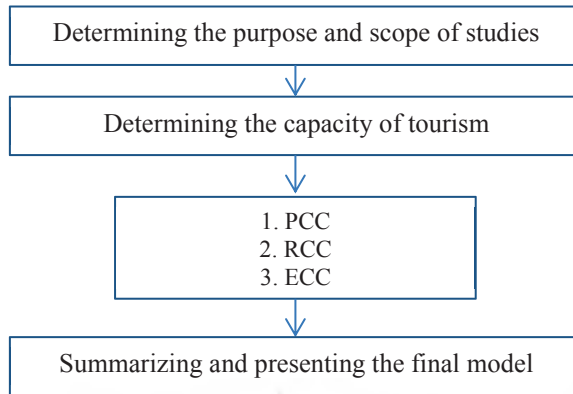 Determining the purpose and scope of studies
Determining the capacity of tourism
1. PCC
2. RCC
3. ECC
Summarizing and presenting the final model